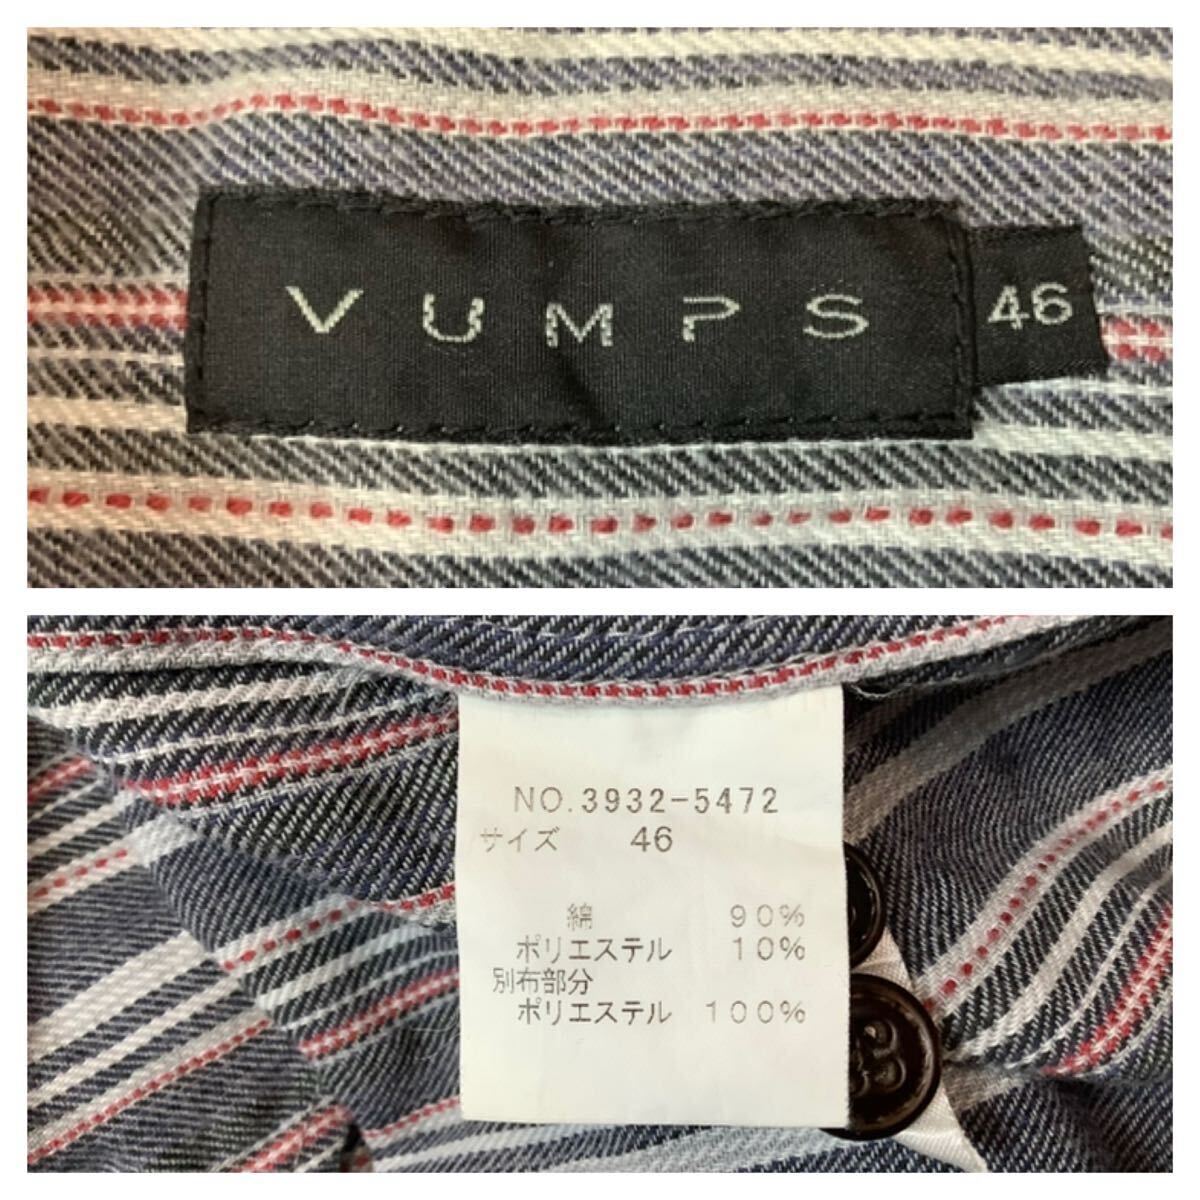 VUMPS
46
NO.3932-5472
サイズ 46
綿 90%
ポリエステル 10%
別布部分
ポリエステル 100%